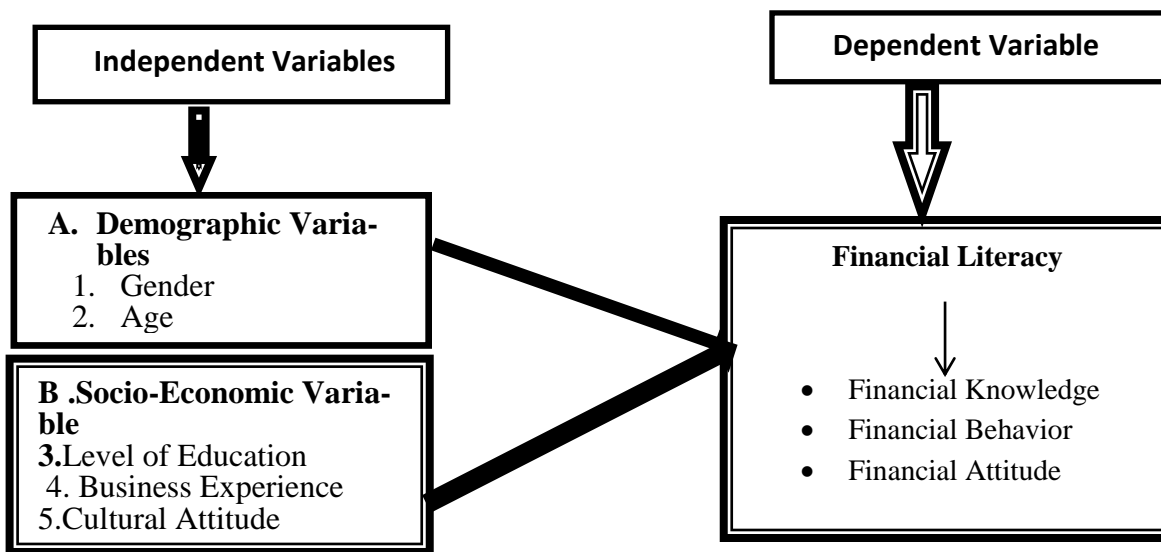 Independent Variables
Dependent Variable
A. Demographic Varia-
bles
1. Gender
2. Age
B .Socio-Economic Varia-
ble
3.Level of Education
4. Business Experience
5.Cultural Attitude
Financial Literacy
• Financial Knowledge
• Financial Behavior
• Financial Attitude